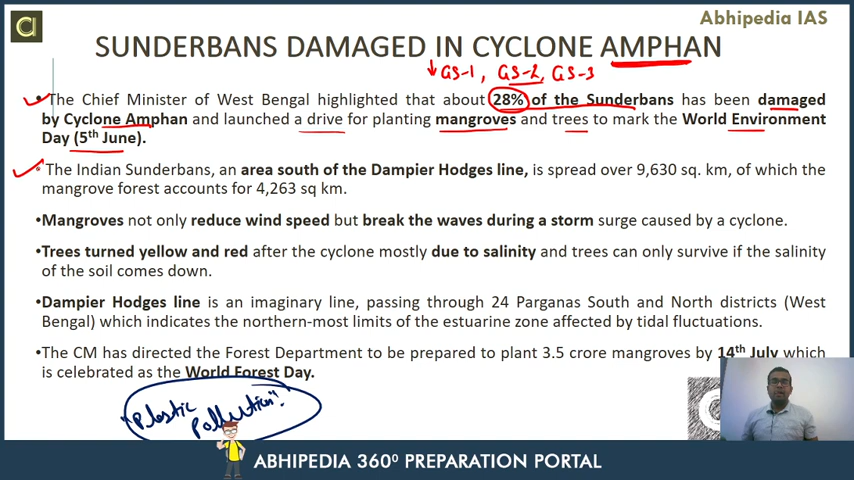 Abhipedia IAS
SUNDERBANS DAMAGED IN CYCLONE AMPHAN
GS-1, GS-2, GS-3
• The Chief Minister of West Bengal highlighted that about 28% of the Sunderbans has been damaged
by Cyclone Amphan and launched a drive for planting mangroves and trees to mark the World Environment
Day (5th June).
• The Indian Sunderbans, an area south of the Dampier Hodges line, is spread over 9,630 sq. km, of which the
mangrove forest accounts for 4,263 sq km.
• Mangroves not only reduce wind speed but break the waves during a storm surge caused by a cyclone.
• Trees turned yellow and red after the cyclone mostly due to salinity and trees can only survive if the salinity
of the soil comes down.
• Dampier Hodges line is an imaginary line, passing through 24 Parganas South and North districts (West
Bengal) which indicates the northern-most limits of the estuarine zone affected by tidal fluctuations.
• The CM has directed the Forest Department to be prepared to plant 3.5 crore mangroves by 14th July which
is celebrated as the World Forest Day.
"Plastic
Pollution"
ABHIPEDIA 360⁰ PREPARATION PORTAL